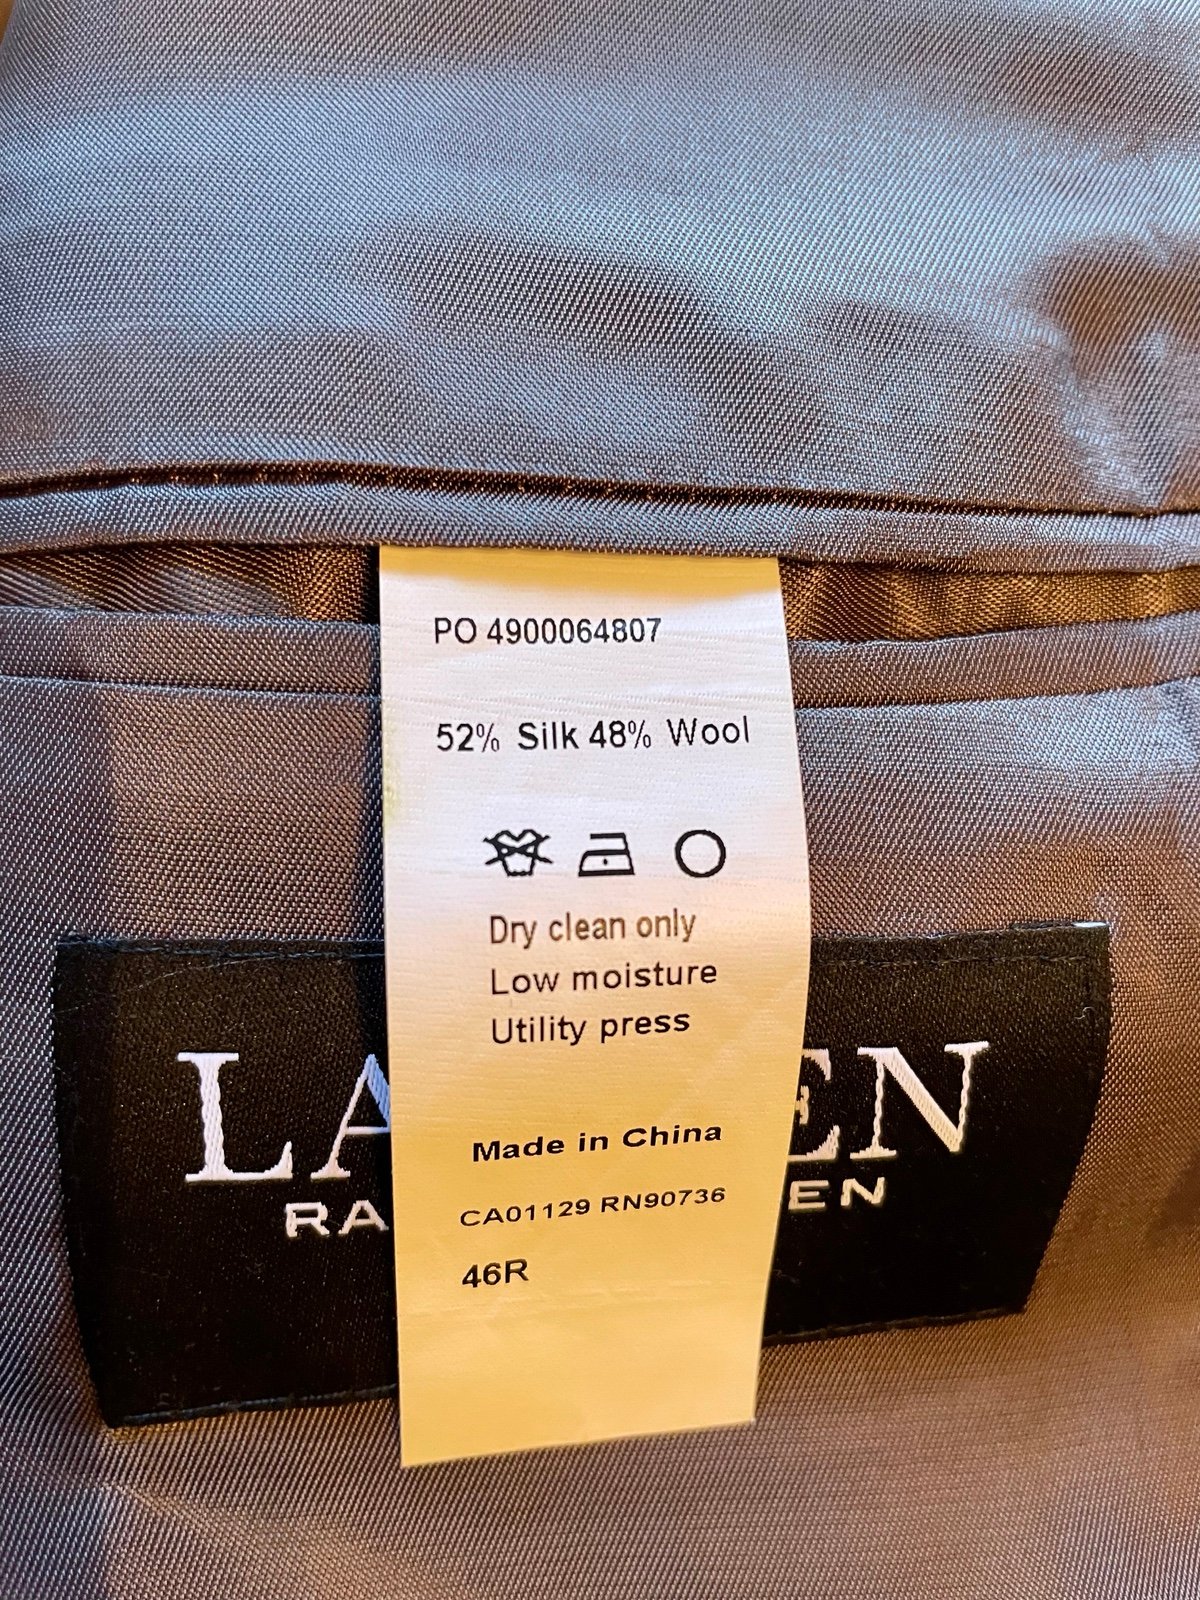 PO 4900064807
52% Silk 48% Wool
Dry clean only
Low moisture
Utility press
Made in China
CA01129 RN90736
46R